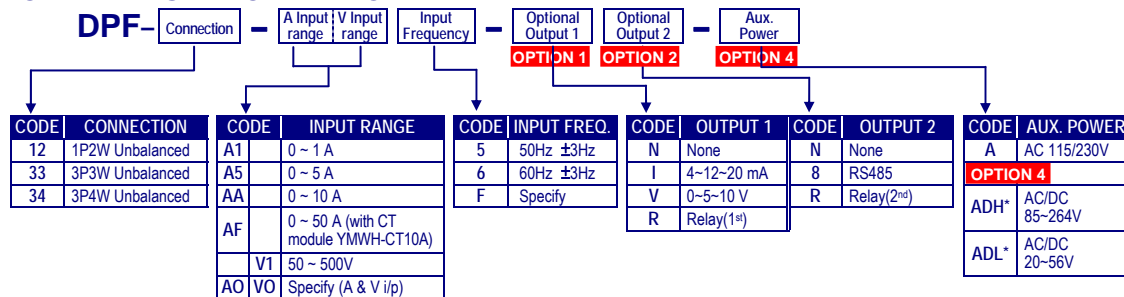 DPF– Connection – A Input range V Input range Input Frequency – Optional Output 1 Optional Output 2 – Aux. Power
OPTION 1 OPTION 2 OPTION 4
CODE CONNECTION
12 1P2W Unbalanced
33 3P3W Unbalanced
34 3P4W Unbalanced
CODE INPUT RANGE
A1 0 ~ 1 A
A5 0 ~ 5 A
AA 0 ~ 10 A
AF 0 ~ 50 A (with CT
module YMWH-CT10A)
V1 50 ~ 500V
AO VO Specify (A & V i/p)
CODE INPUT FREQ.
5 50Hz ±3Hz
6 60Hz ±3Hz
F Specify
CODE OUTPUT 1
N None
I 4~12~20 mA
V 0~5~10 V
R Relay(1st)
CODE OUTPUT 2
N None
8 RS485
R Relay(2nd)
CODE AUX. POWER
A AC 115/230V
OPTION 4
ADH* AC/DC
85~264V
ADL* AC/DC
20~56V